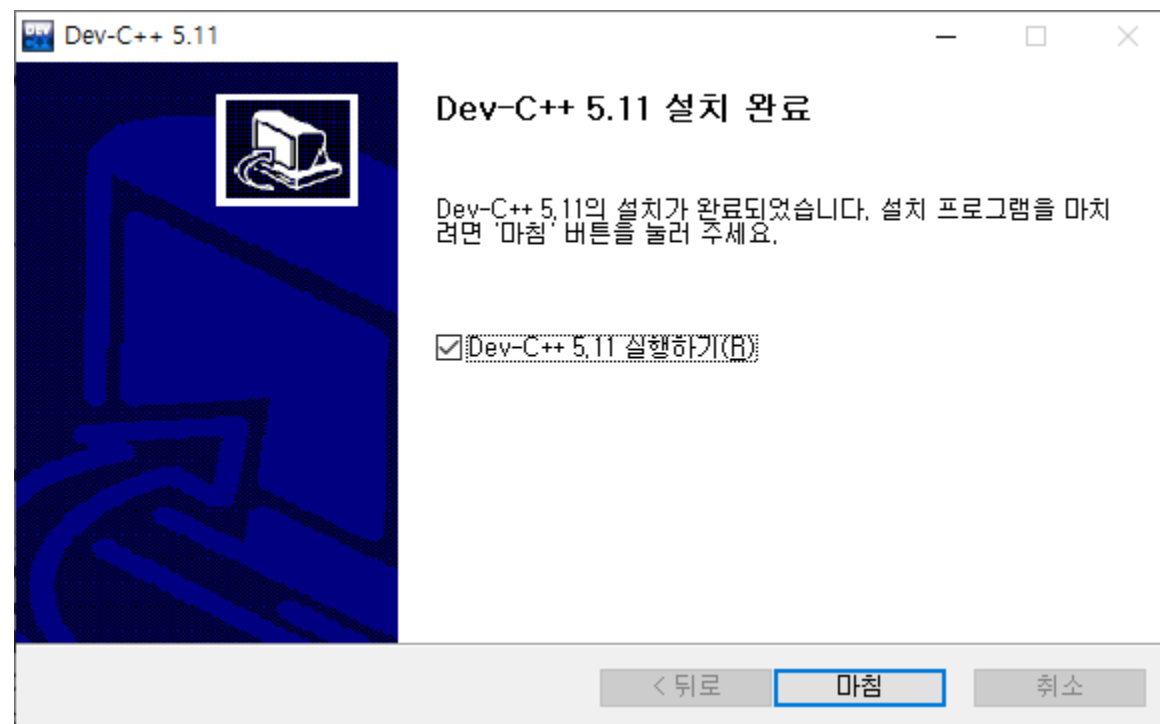 Dev-C++ 5.11
Dev-C++ 5.11 설치 완료
Dev-C++ 5.11의 설치가 완료되었습니다. 설치 프로그램을 마치
려면 '마침' 버튼을 눌러 주세요.
Dev-C++ 5.11 실행하기(R)
< 뒤로
마침
취소